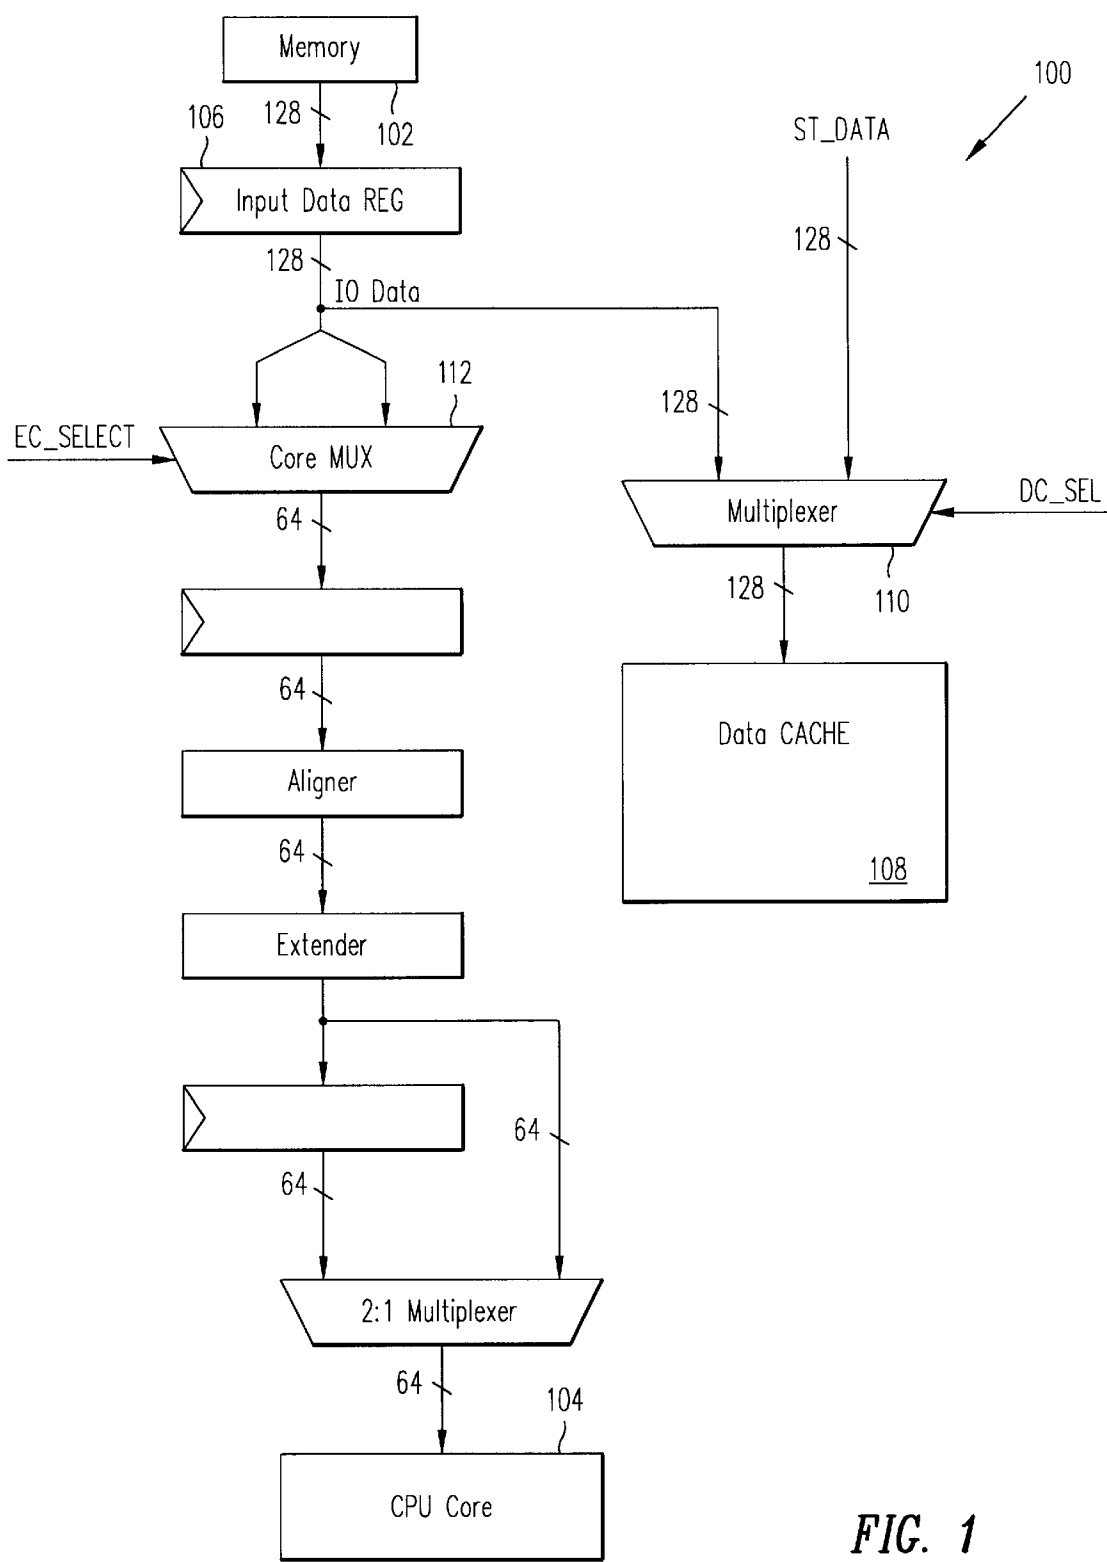 Memory
100
106
128
102
ST_DATA
Input Data REG
128
128
IO Data
112
128
EC_SELECT
Core MUX
DC_SEL
Multiplexer
64
128
110
64
Data CACHE
Aligner
64
108
Extender
64
64
2:1 Multiplexer
64
104
CPU Core
FIG. 1